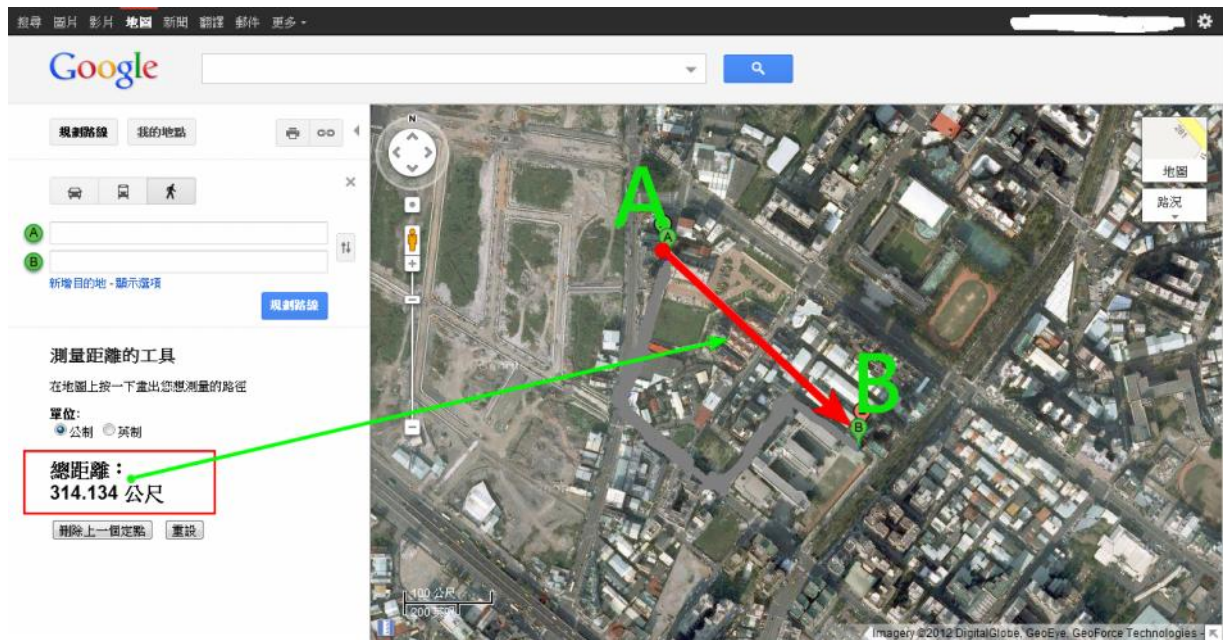 搜尋 圖片 影片 地圖 新聞 翻譯 郵件 更多
Google
規劃路線 我的地點
A
B
新增目的地 - 顯示選項
規劃路線
測量距離的工具
在地圖上按一下畫出您想測量的路徑
單位:
公制 英制
總距離：
314.134 公尺
刪除上一個定點 重設
N
地圖
路況
A
A
B
B
100 公尺
Imagery ©2012 DigitalGlobe, GeoEye, GeoForce Technologies -